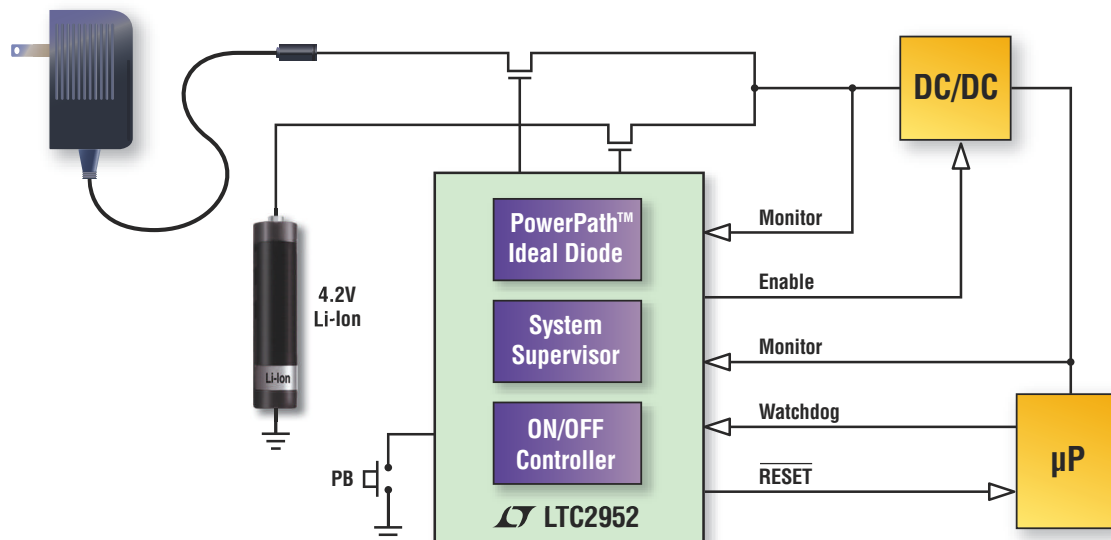 DC/DC
PowerPath™
Ideal Diode
Monitor
Enable
4.2V
Li-Ion
System
Supervisor
Monitor
Li-Ion
Watchdog
ON/OFF
Controller
µP
PB
RESET
LTC2952